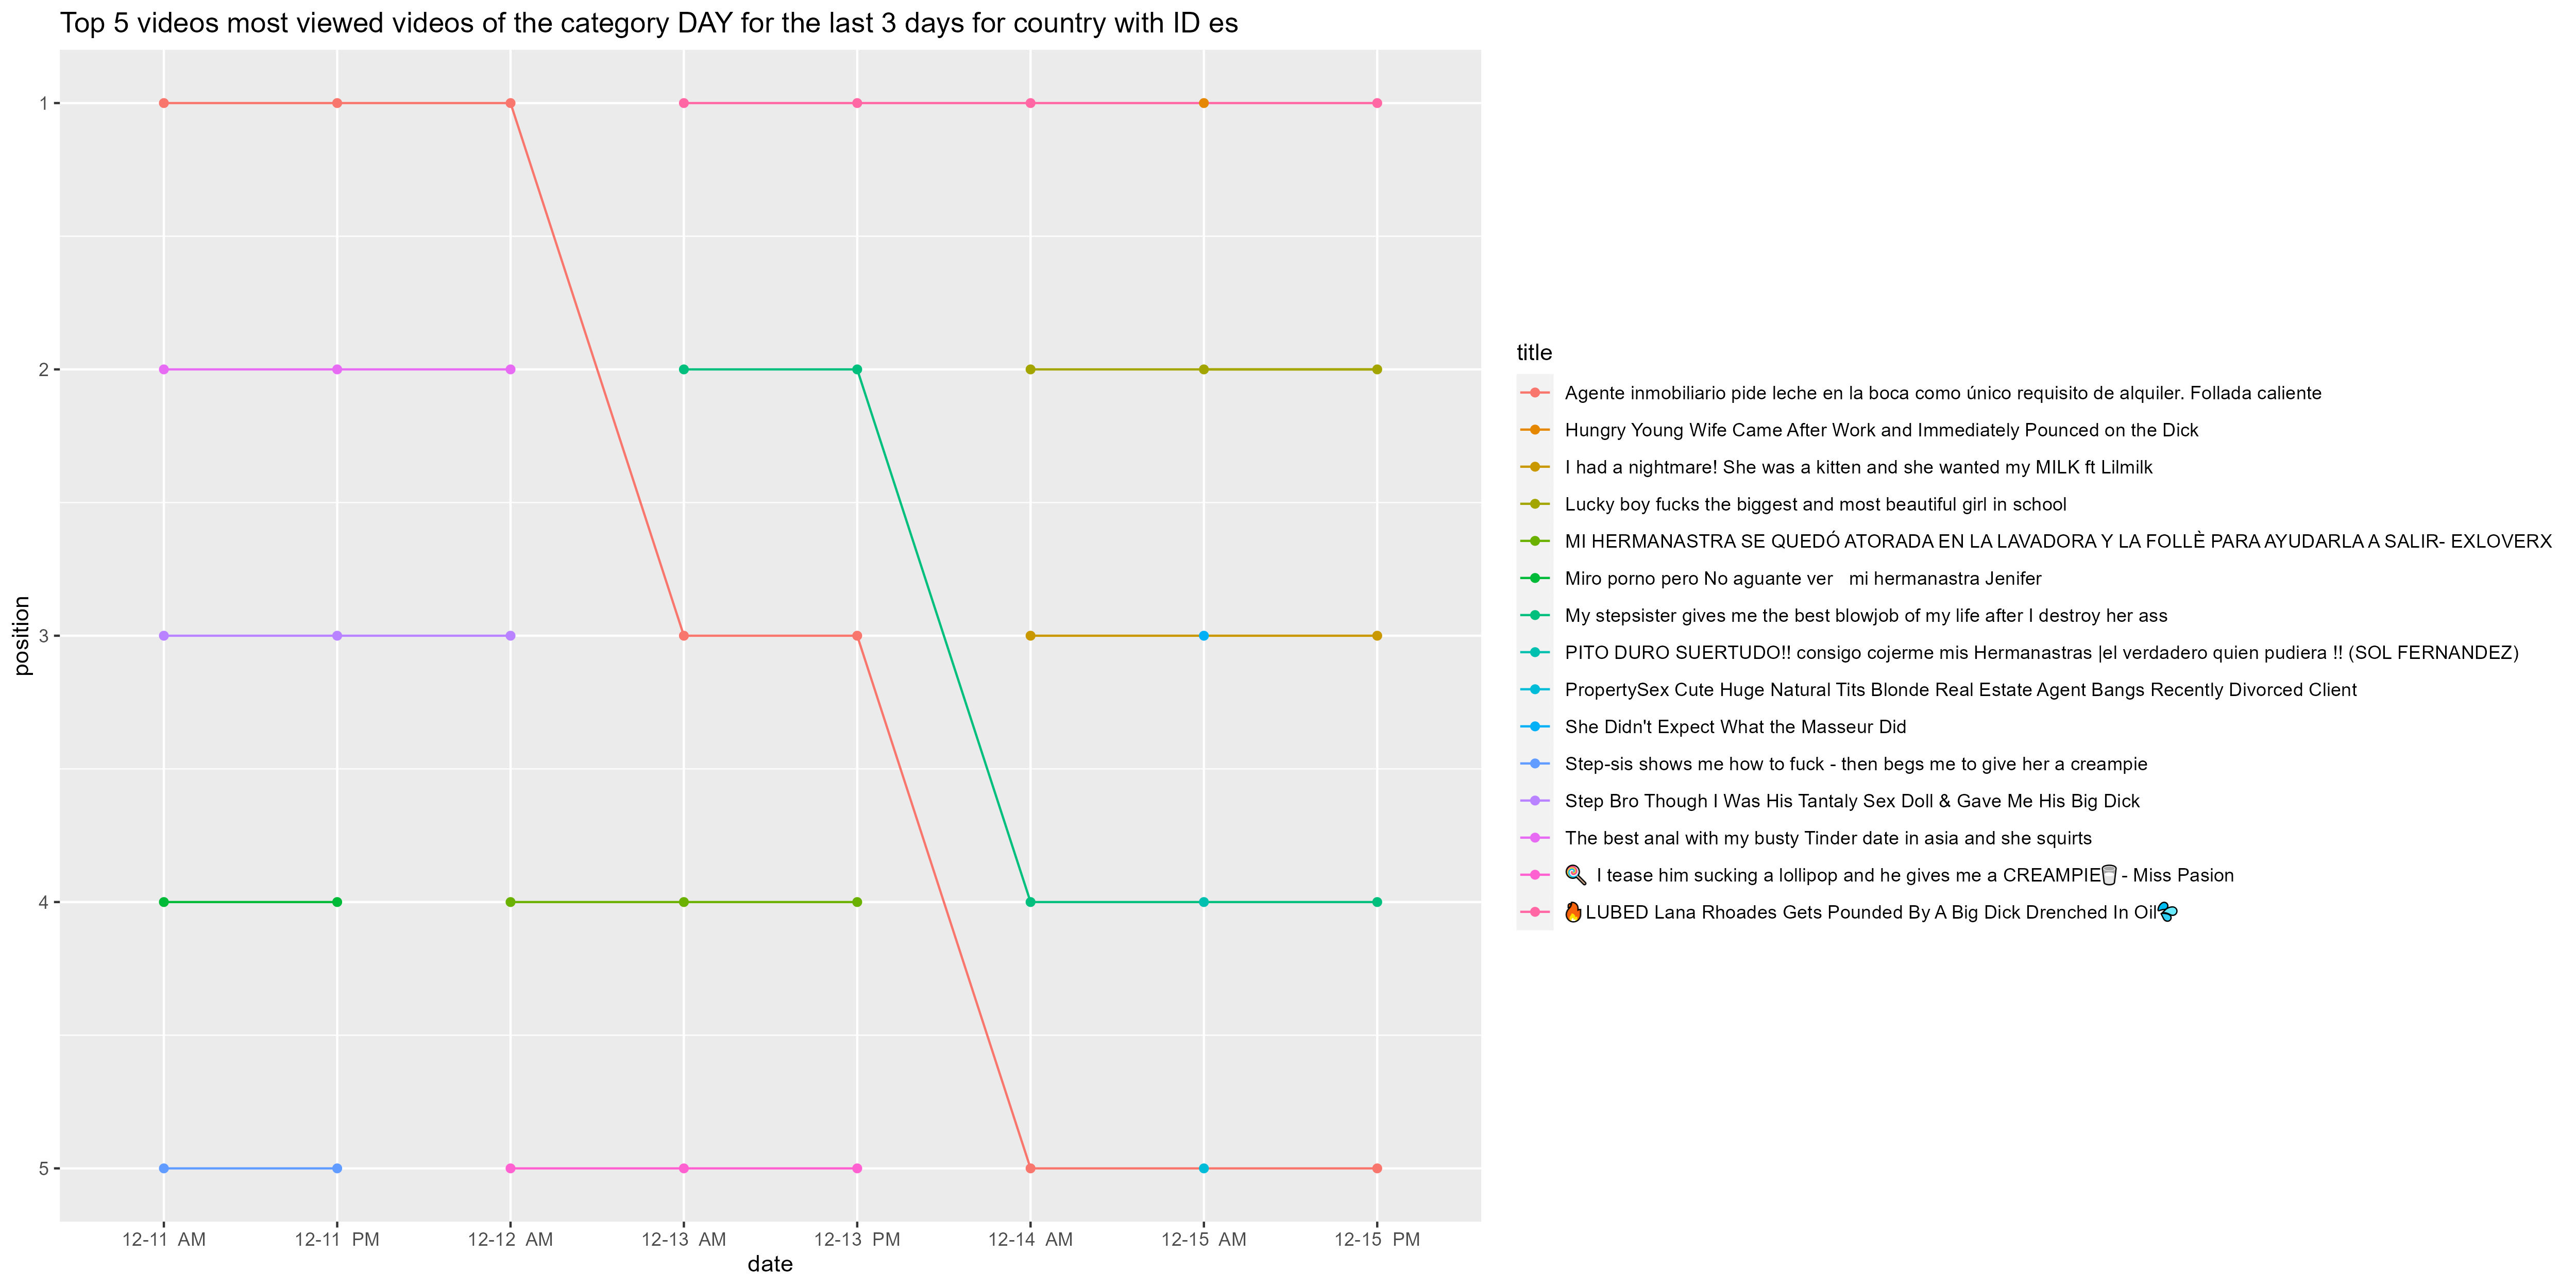 Top 5 videos most viewed videos of the category DAY for the last 3 days for country with ID es
1
2
3
4
5
position
12-11 AM
12-11 PM
12-12 AM
12-13 AM
12-13 PM
12-14 AM
12-15 AM
12-15 PM
date
title
Agente inmobiliario pide leche en la boca como único requisito de alquiler. Follada caliente
Hungry Young Wife Came After Work and Immediately Pounced on the Dick
I had a nightmare! She was a kitten and she wanted my MILK ft Lilmilk
Lucky boy fucks the biggest and most beautiful girl in school
MI HERMANASTRA SE QUEDÓ ATORADA EN LA LAVADORA Y LA FOLLÈ PARA AYUDARLA A SALIR- EXLOVERX
Miro porno pero No aguante ver mi hermanastra Jenifer
My stepsister gives me the best blowjob of my life after I destroy her ass
PITO DURO SUERTUDO!! consigo cojerme mis Hermanastras |el verdadero quien pudiera !! (SOL FERNANDEZ)
PropertySex Cute Huge Natural Tits Blonde Real Estate Agent Bangs Recently Divorced Client
She Didn't Expect What the Masseur Did
Step-sis shows me how to fuck - then begs me to give her a creampie
Step Bro Though I Was His Tantaly Sex Doll & Gave Me His Big Dick
The best anal with my busty Tinder date in asia and she squirts
🍭 I tease him sucking a lollipop and he gives me a CREAMPIE🥛 - Miss Pasion
🔥LUBED Lana Rhoades Gets Pounded By A Big Dick Drenched In Oil💦